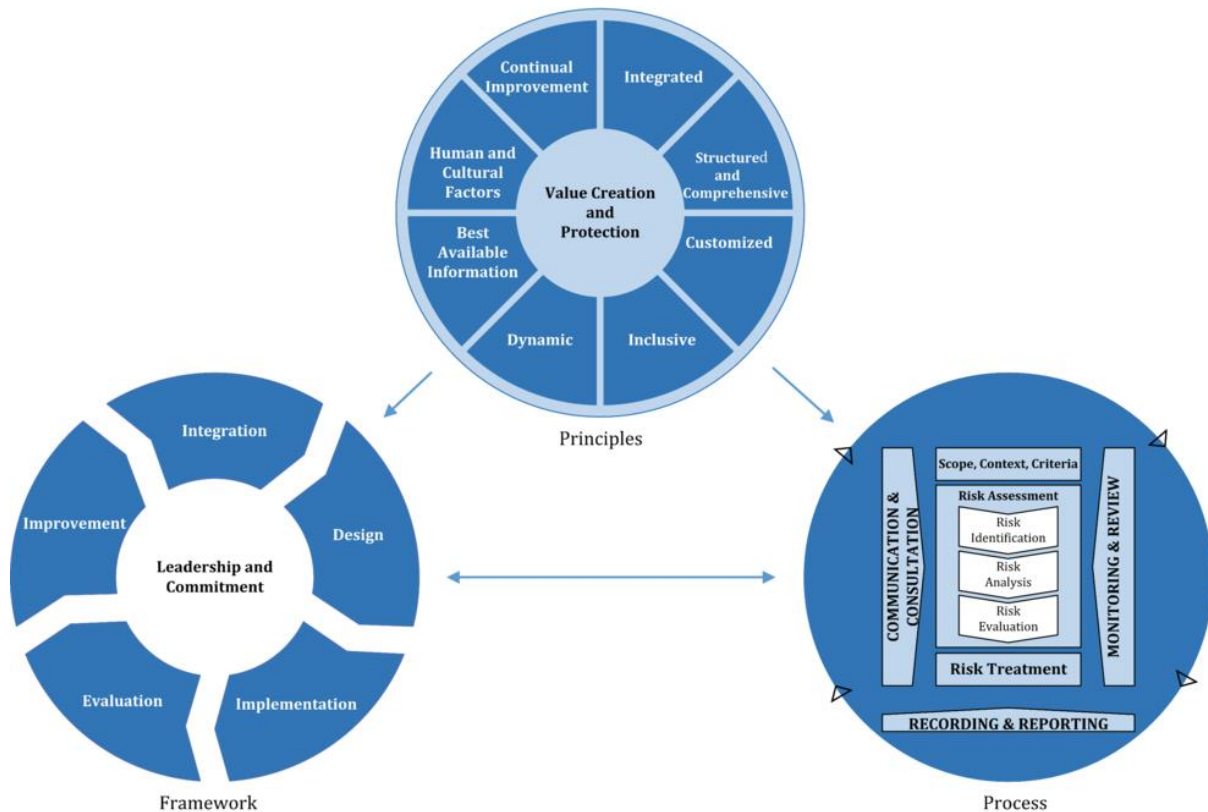 Continual
Improvement
Integrated
Human and
Cultural
Factors
Structured
and
Comprehensive
Value Creation
and
Protection
Best
Available
Information
Customized
Dynamic
Inclusive
Principles
Integration
Improvement
Design
Leadership and
Commitment
Evaluation
Implementation
Framework
COMMUNICATION &
CONSULTATION
Scope, Context, Criteria
Risk Assessment
Risk
Identification
Risk
Analysis
Risk
Evaluation
Risk Treatment
MONITORING & REVIEW
RECORDING & REPORTING
Process